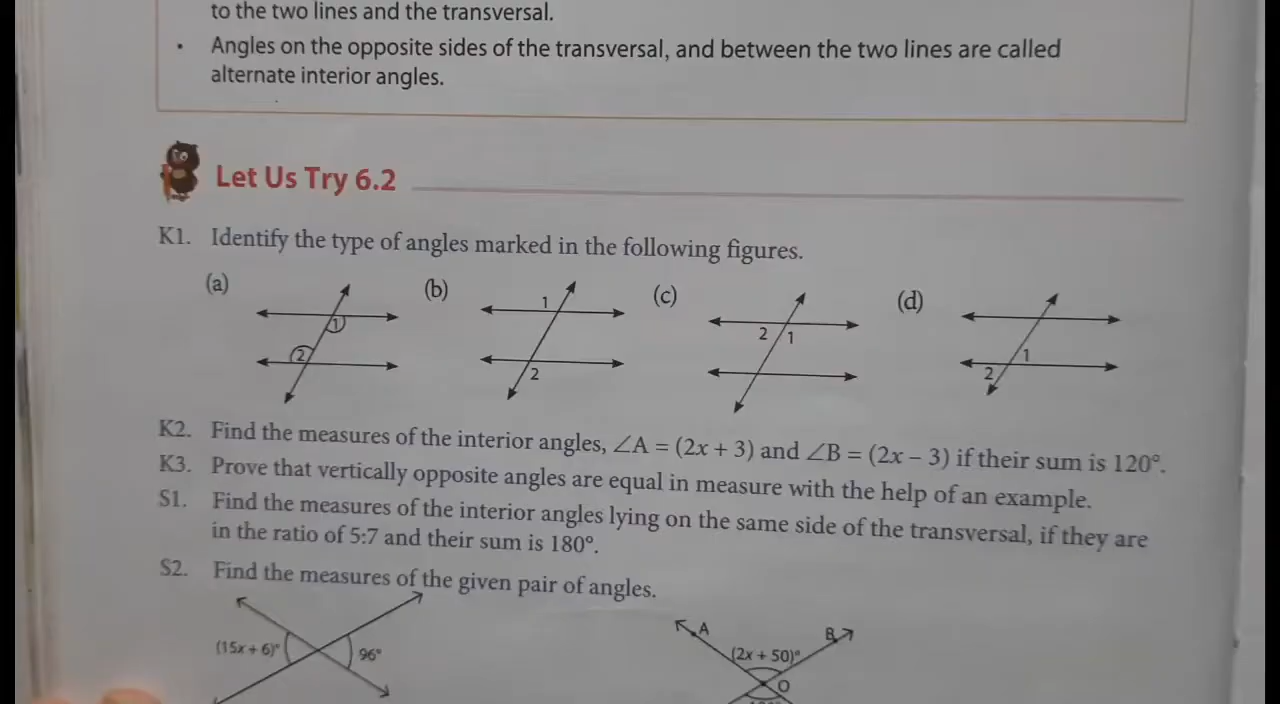 to the two lines and the transversal.
• Angles on the opposite sides of the transversal, and between the two lines are called
alternate interior angles.
Let Us Try 6.2
K1. Identify the type of angles marked in the following figures.
(a) (b) (c) (d)
1 2
1 2
2 1
1 2
K2. Find the measures of the interior angles, ∠A = (2x + 3) and ∠B = (2x – 3) if their sum is 120°.
K3. Prove that vertically opposite angles are equal in measure with the help of an example.
S1. Find the measures of the interior angles lying on the same side of the transversal, if they are
in the ratio of 5:7 and their sum is 180°.
S2. Find the measures of the given pair of angles.
(15x + 6)° 96°
A B
(2x + 50)°
O